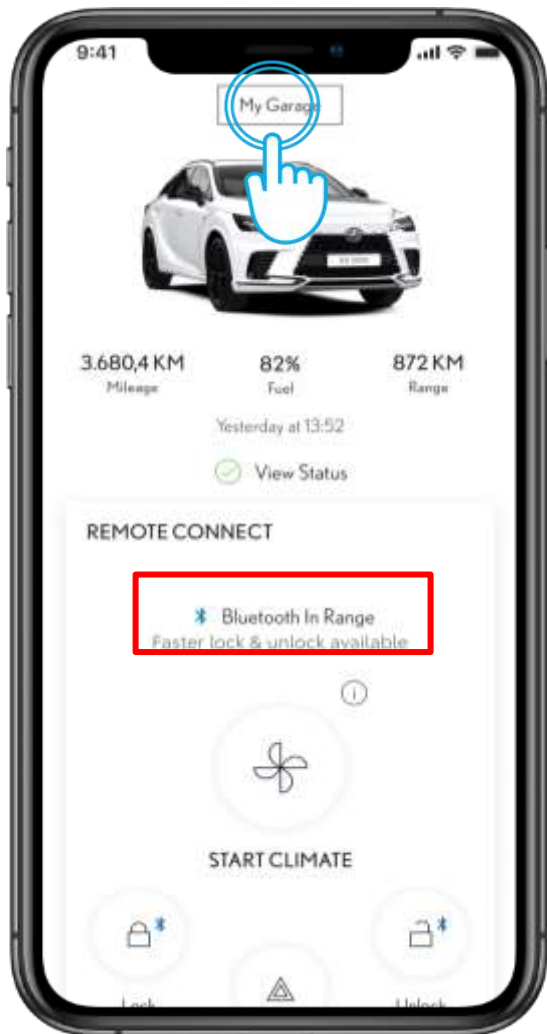 9:41
My Garage
3.680,4 KM 82% 872 KM
Mileage Fuel Range
Yesterday at 13:52
View Status
REMOTE CONNECT
Bluetooth In Range
Faster lock & unlock available
START CLIMATE
Lock Unlock